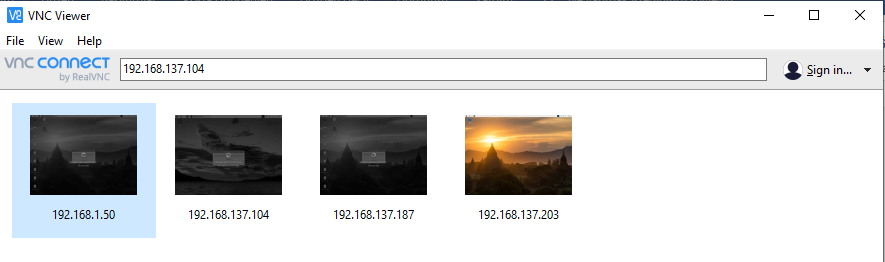 VNC Viewer
File View Help
vnc connect
by RealVNC
192.168.137.104
Sign in...
192.168.1.50
192.168.137.104
192.168.137.187
192.168.137.203